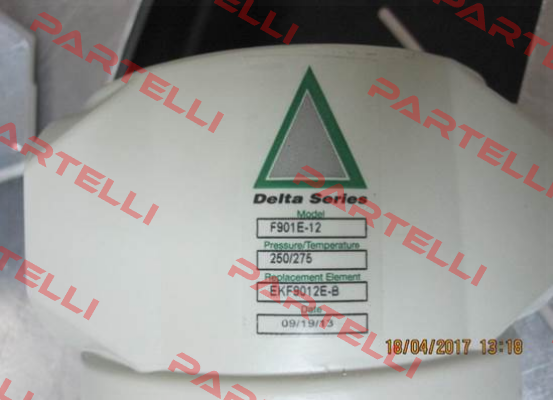 Delta Series
Model
F901E-12
Pressure/Temperature
250/275
Replacement Element
EKF9012E-B
Date
09/19/13
18/04/2017 13:18
PARTELLI
PARTELLI
PARTELLI
PARTELLI
PARTELLI
PARTELLI